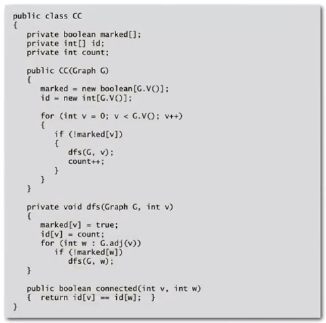 public class CC
{
private boolean marked[];
private int[] id;
private int count;
public CC(Graph G)
{
marked = new boolean[G.V()];
id = new int[G.V()];
for (int v = 0; v < G.V(); v++)
{
if (!marked[v])
{
dfs(G, v);
count++;
}
}
}
private void dfs(Graph G, int v)
{
marked[v] = true;
id[v] = count;
for (int w : G.adj(v))
if (!marked[w])
dfs(G, w);
}
public boolean connected(int v, int w)
{ return id[v] == id[w]; }
}